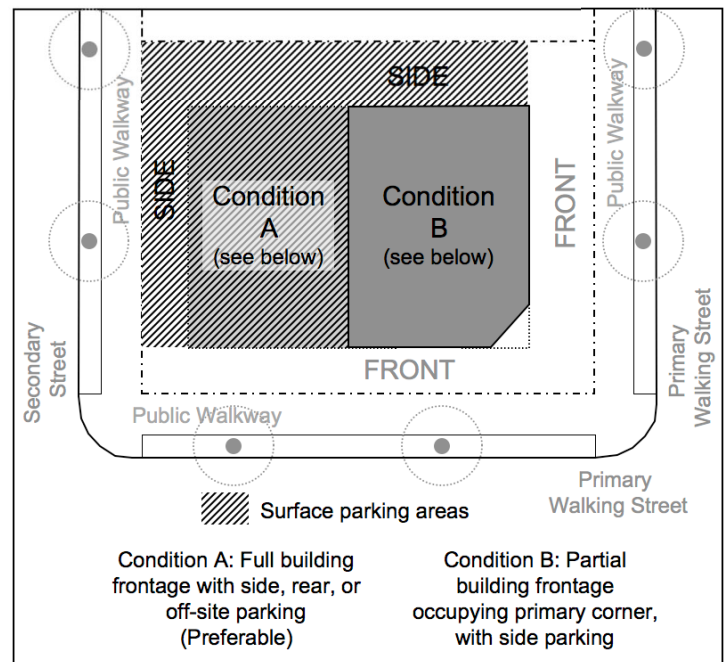 SIDE
Public Walkway
Public Walkway
SIDE
Condition
A
(see below)
Condition
B
(see below)
FRONT
FRONT
Secondary
Street
Primary
Walking Street
Public Walkway
Primary
Walking Street
Surface parking areas
Condition A: Full building
frontage with side, rear, or
off-site parking
(Preferable)
Condition B: Partial
building frontage
occupying primary corner,
with side parking